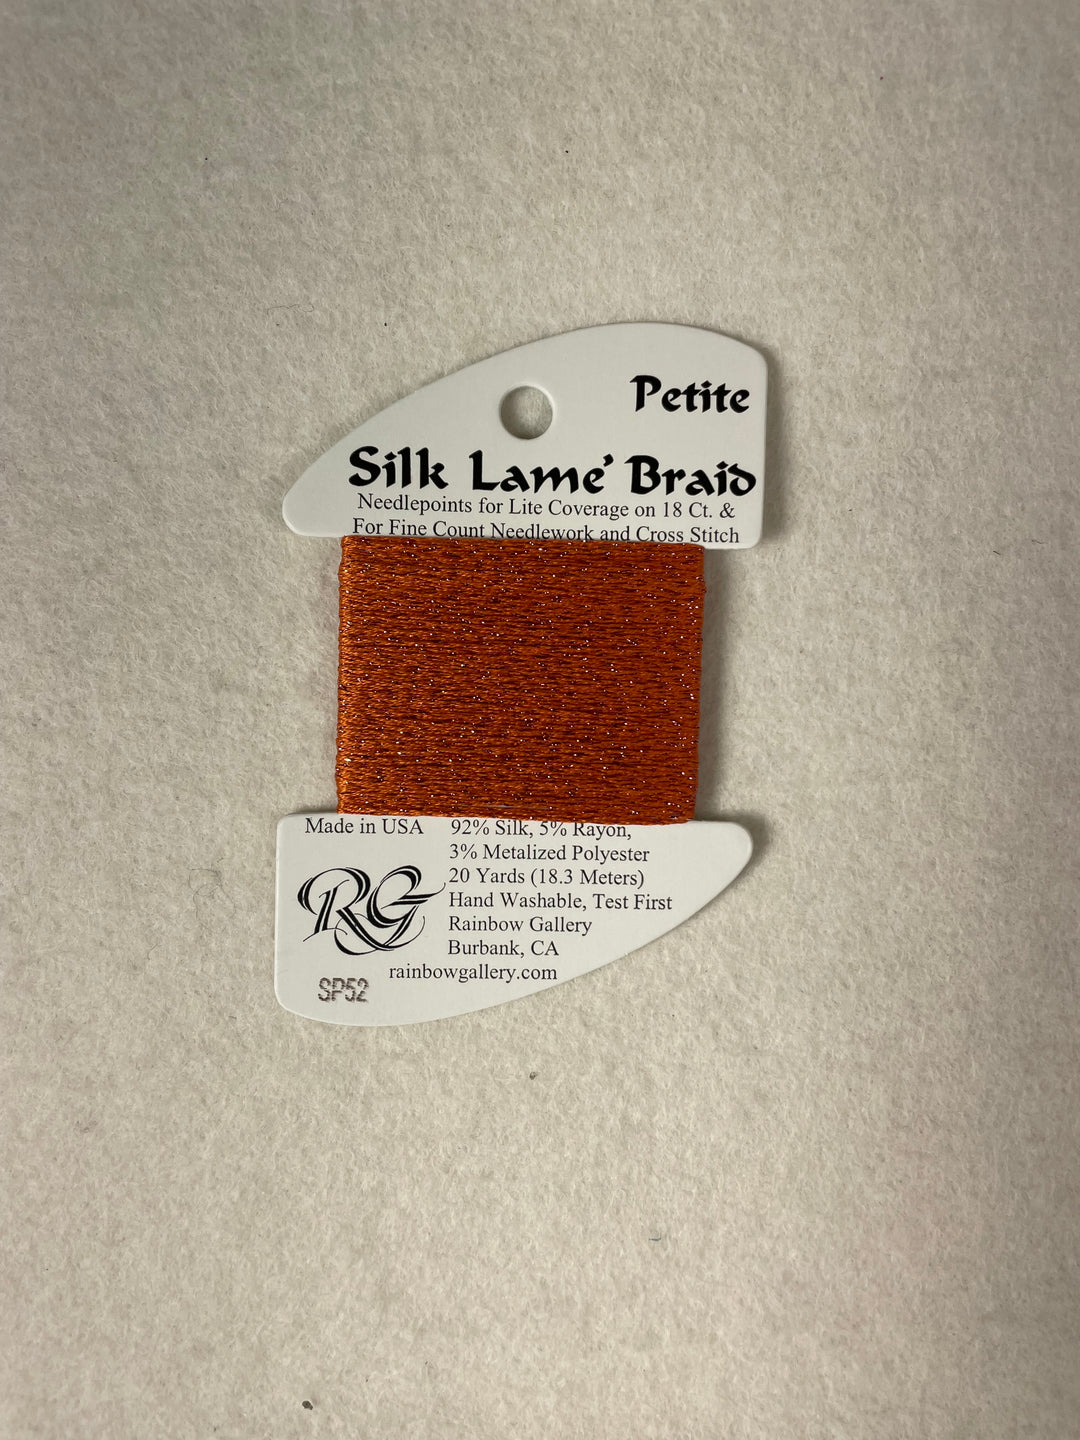 Petite
Silk Lame´ Braid
Needlepoints for Lite Coverage on 18 Ct. &
For Fine Count Needlework and Cross Stitch
Made in USA
92% Silk, 5% Rayon,
3% Metalized Polyester
20 Yards (18.3 Meters)
Hand Washable, Test First
Rainbow Gallery
Burbank, CA
rainbowgallery.com
RG
SP52